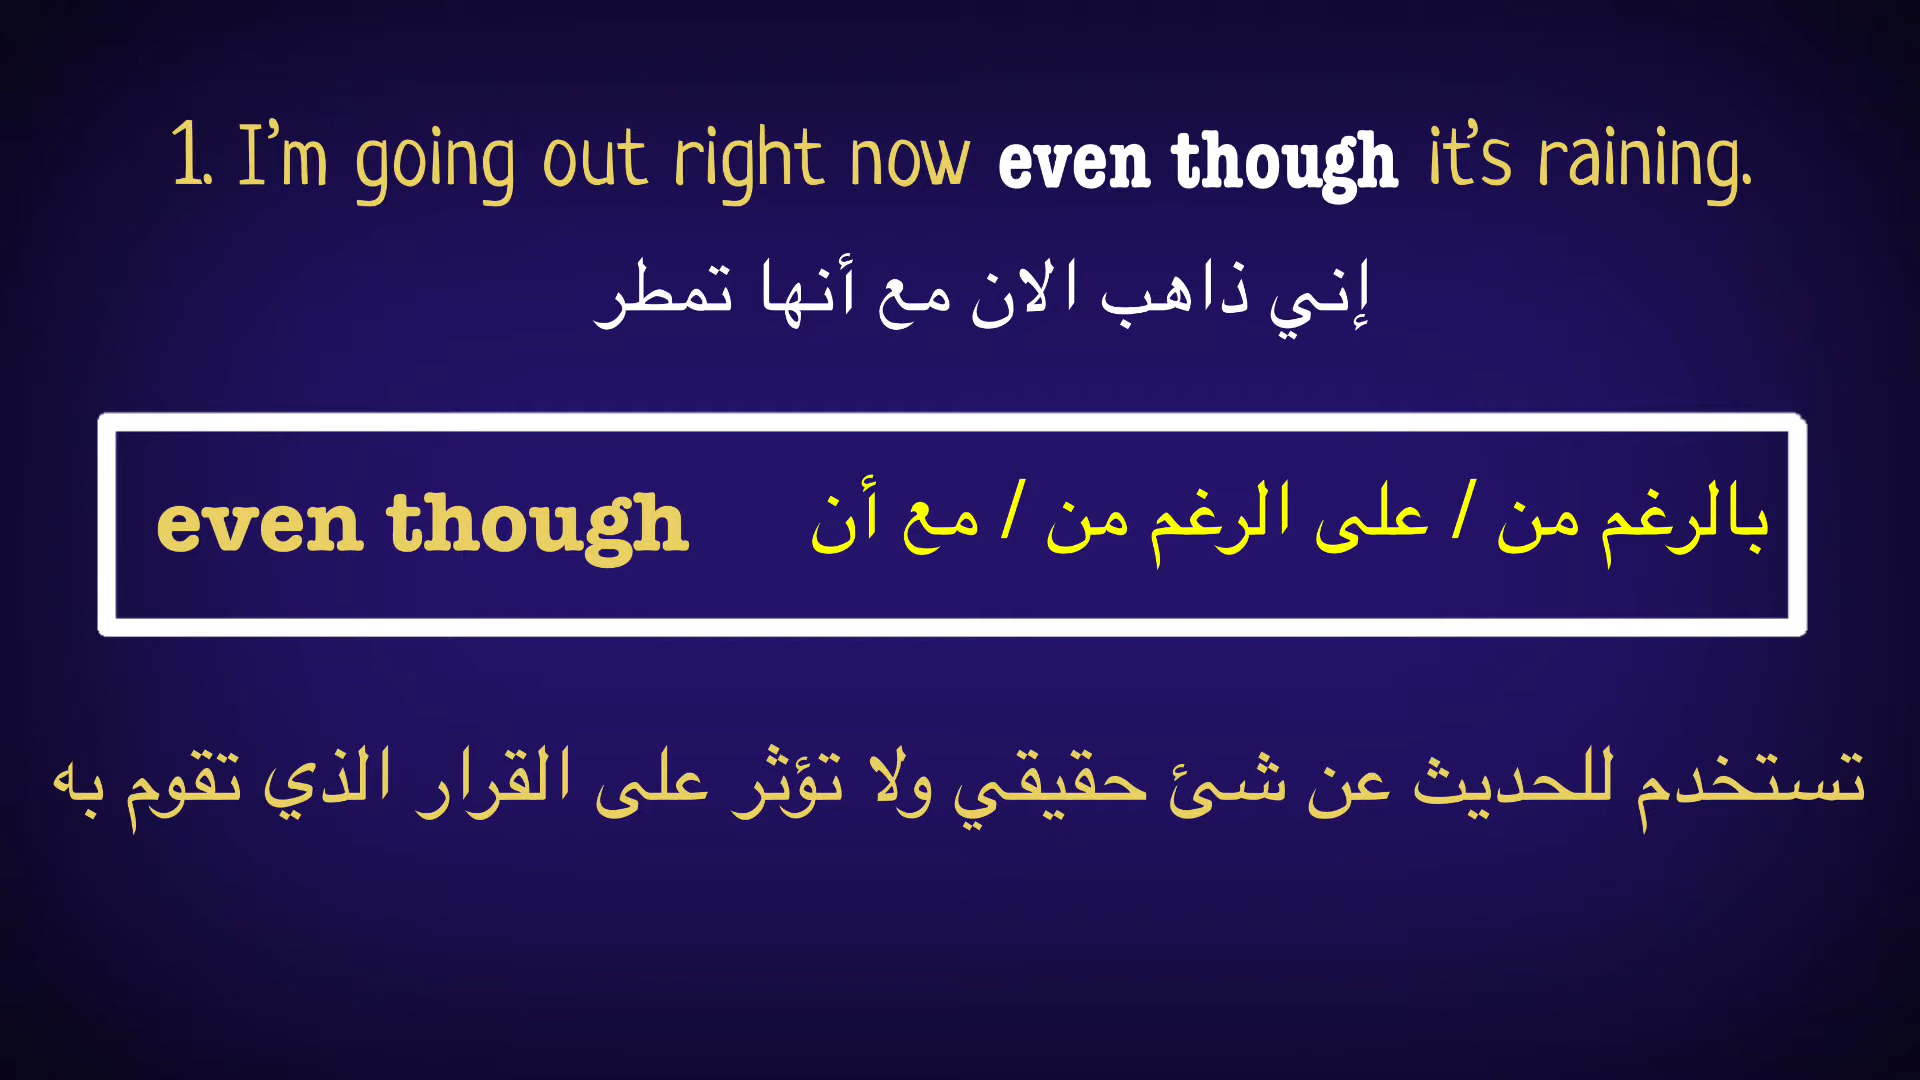 1. I'm going out right now even though it's raining.
إني ذاهب الان مع أنها تمطر
even though بالرغم من / على الرغم من / مع أن
تستخدم للحديث عن شئ حقيقي ولا تؤثر على القرار الذي تقوم به